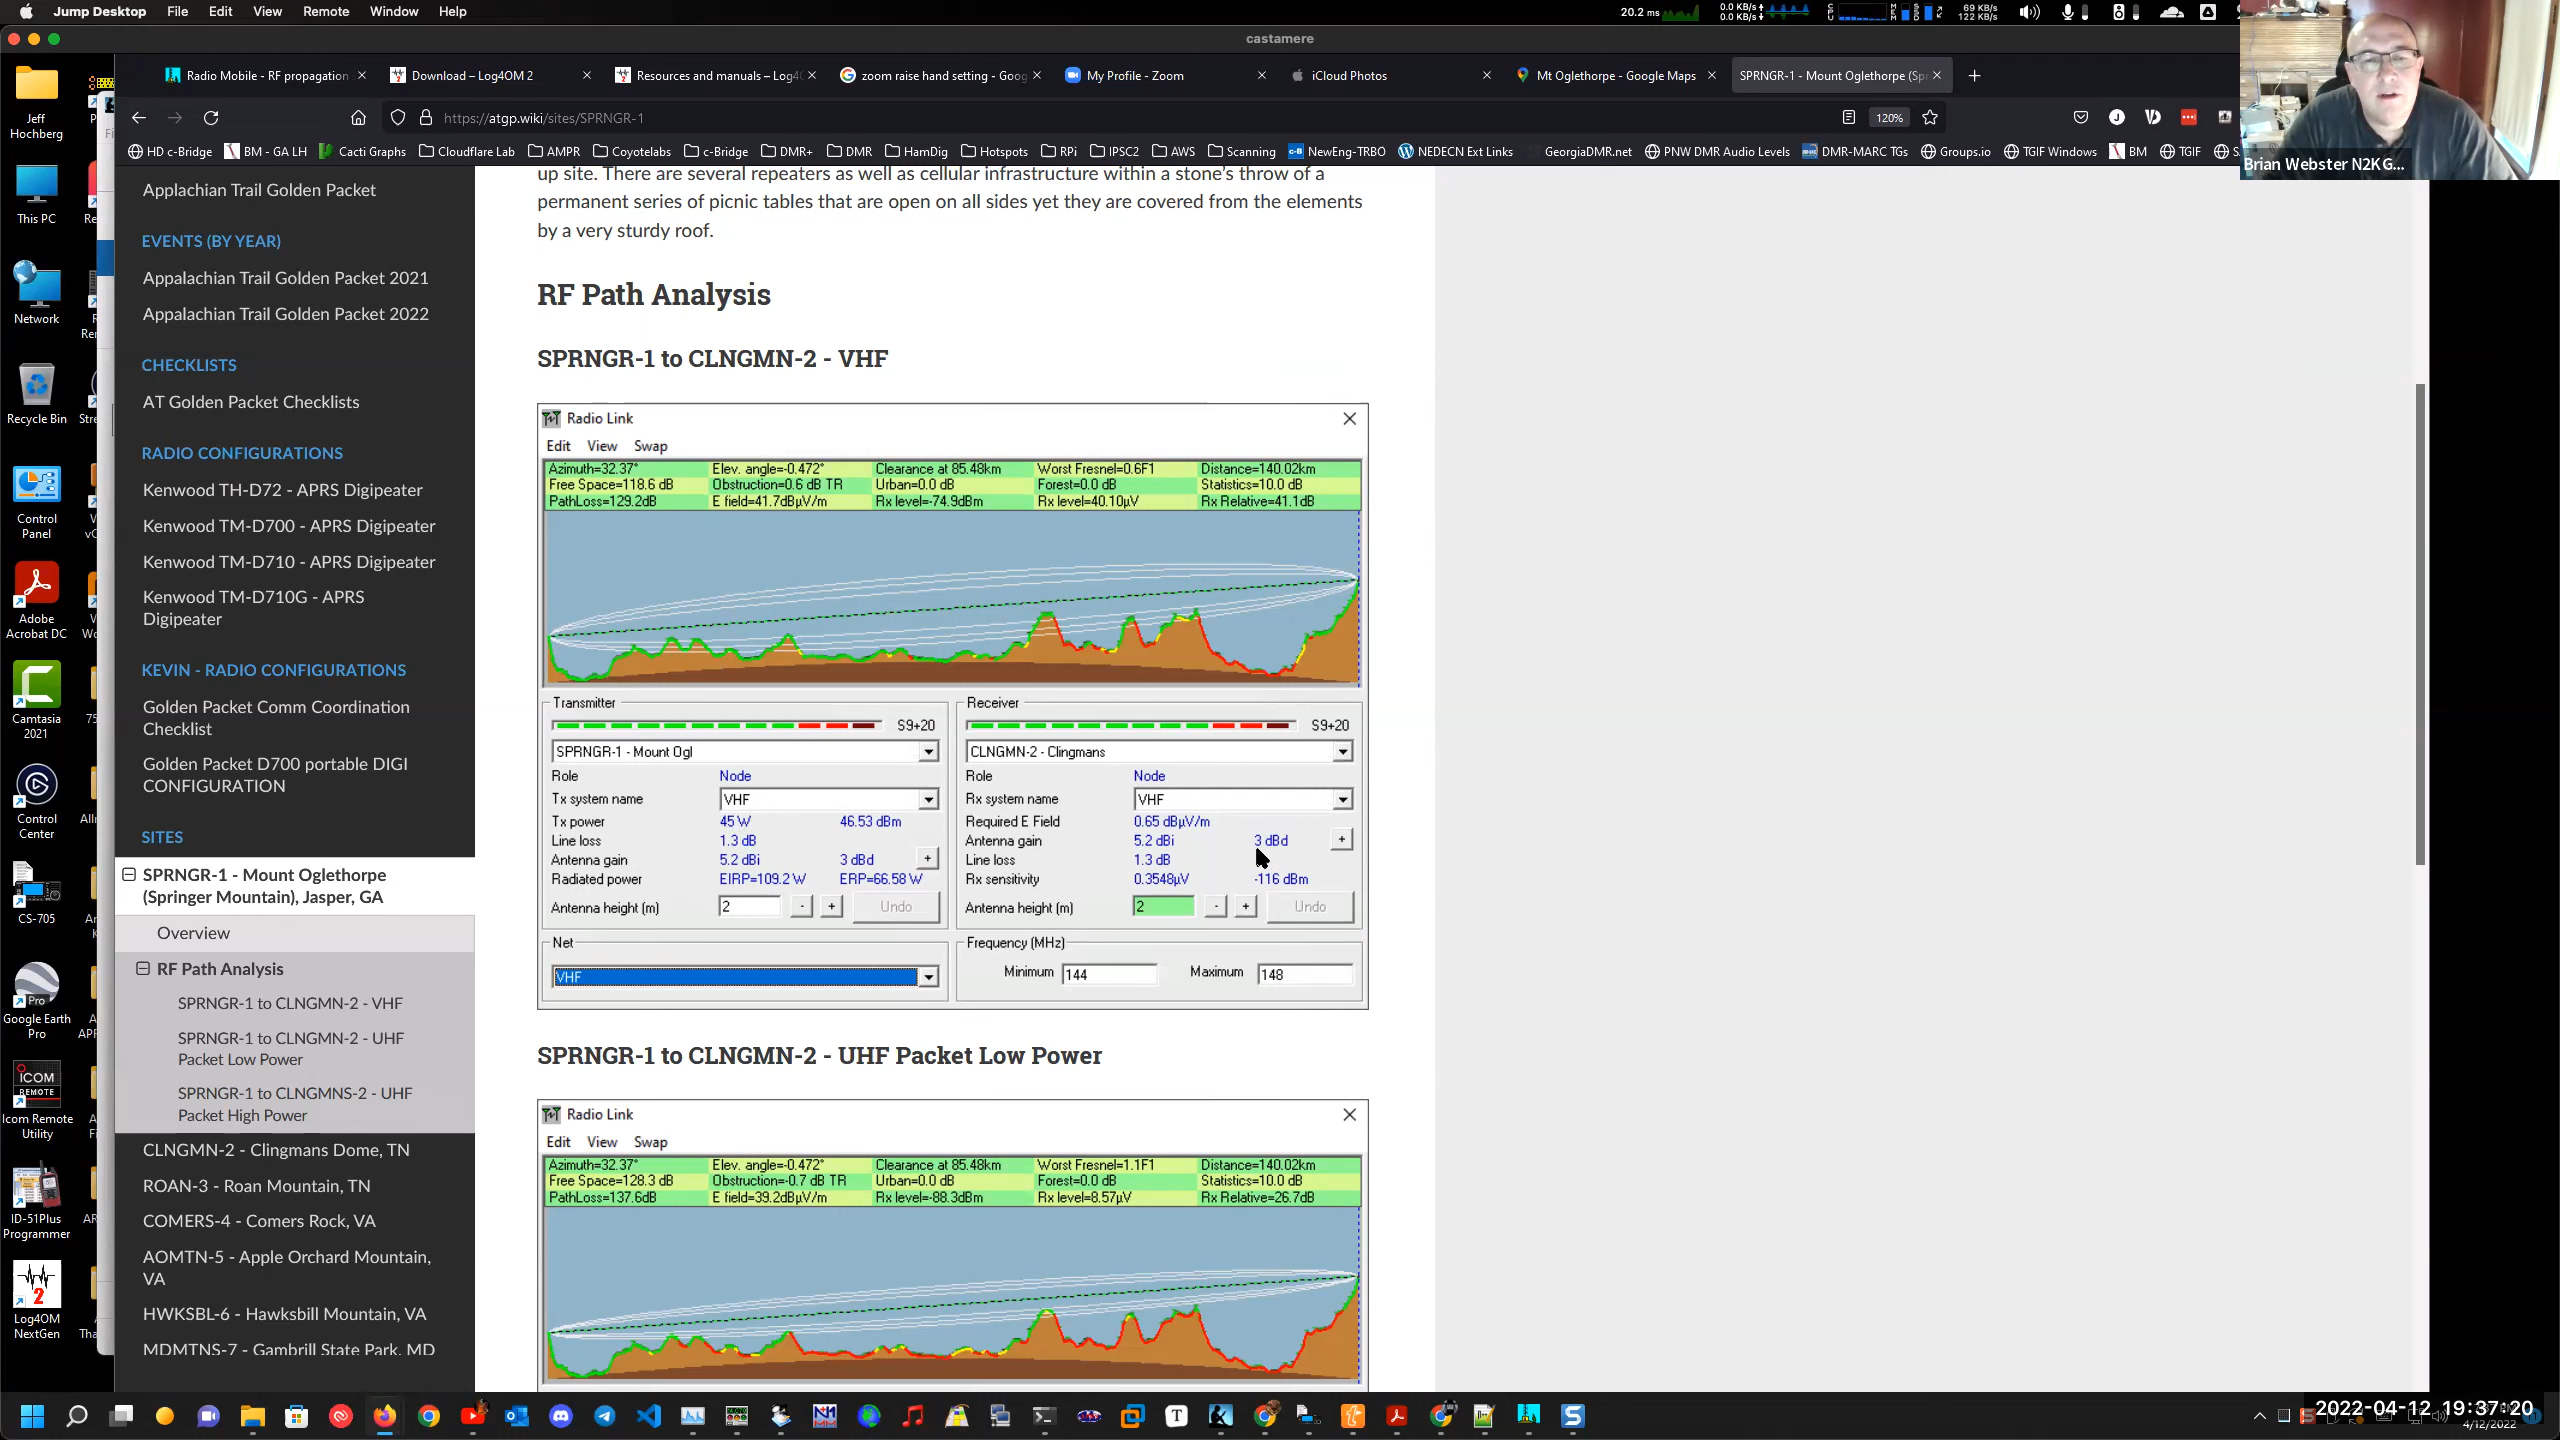 Jump Desktop File Edit View Remote Window Help
20.2 ms 0.0 KB/s 0.0 KB/s 69 KB/s 122 KB/s
castamere
Radio Mobile - RF propagation
Download – Log4OM 2
Resources and manuals – Log4
zoom raise hand setting - Goog
My Profile - Zoom
iCloud Photos
Mt Oglethorpe - Google Maps
SPRNGR-1 - Mount Oglethorpe (Spr
https://atgp.wiki/sites/SPRNGR-1
120%
HD c-Bridge BM - GA LH Cacti Graphs Cloudflare Lab AMPR Coyotelabs c-Bridge DMR+ DMR HamDig Hotspots RPi IPSC2 AWS Scanning NewEng-TRBO NEDECN Ext Links GeorgiaDMR.net PNW DMR Audio Levels DMR-MARC TGs Groups.io TGIF Windows BM TGIF
Brian Webster N2KG...
Jeff
Hochberg
This PC
Network
Recycle Bin
Control
Panel
Adobe
Acrobat DC
Camtasia
2021
Control
Center
CS-705
Google Earth
Pro
Icom Remote
Utility
ID-51Plus
Programmer
Log4OM
NextGen
Applachian Trail Golden Packet
EVENTS (BY YEAR)
Appalachian Trail Golden Packet 2021
Appalachian Trail Golden Packet 2022
CHECKLISTS
AT Golden Packet Checklists
RADIO CONFIGURATIONS
Kenwood TH-D72 - APRS Digipeater
Kenwood TM-D700 - APRS Digipeater
Kenwood TM-D710 - APRS Digipeater
Kenwood TM-D710G - APRS
Digipeater
KEVIN - RADIO CONFIGURATIONS
Golden Packet Comm Coordination
Checklist
Golden Packet D700 portable DIGI
CONFIGURATION
SITES
SPRNGR-1 - Mount Oglethorpe
(Springer Mountain), Jasper, GA
Overview
RF Path Analysis
SPRNGR-1 to CLNGMN-2 - VHF
SPRNGR-1 to CLNGMN-2 - UHF
Packet Low Power
SPRNGR-1 to CLNGMNS-2 - UHF
Packet High Power
CLNGMN-2 - Clingmans Dome, TN
ROAN-3 - Roan Mountain, TN
COMERS-4 - Comers Rock, VA
AOMTN-5 - Apple Orchard Mountain,
VA
HWKSBL-6 - Hawksbill Mountain, VA
MDMTNS-7 - Gambrill State Park, MD
up site. There are several repeaters as well as cellular infrastructure within a stone's throw of a
permanent series of picnic tables that are open on all sides yet they are covered from the elements
by a very sturdy roof.
RF Path Analysis
SPRNGR-1 to CLNGMN-2 - VHF
Radio Link
Edit View Swap
Azimuth=32.37° Elev. angle=-0.472° Clearance at 85.48km Worst Fresnel=0.6F1 Distance=140.02km
Free Space=118.6 dB Obstruction=0.6 dB TR Urban=0.0 dB Forest=0.0 dB Statistics=10.0 dB
PathLoss=129.2dB E field=41.7dBµV/m Rx level=-74.9dBm Rx level=40.10µV Rx Relative=41.1dB
Transmitter
S9+20
SPRNGR-1 - Mount Ogl
Role Node
Tx system name VHF
Tx power 45 W 46.53 dBm
Line loss 1.3 dB
Antenna gain 5.2 dBi 3 dBd +
Radiated power EIRP=109.2 W ERP=66.58 W
Antenna height (m) 2 - + Undo
Net
VHF
Receiver
S9+20
CLNGMN-2 - Clingmans
Role Node
Rx system name VHF
Required E Field 0.65 dBµV/m
Antenna gain 5.2 dBi 3 dBd +
Line loss 1.3 dB
Rx sensitivity 0.3548µV -116 dBm
Antenna height (m) 2 - + Undo
Frequency (MHz)
Minimum 144 Maximum 148
SPRNGR-1 to CLNGMN-2 - UHF Packet Low Power
Radio Link
Edit View Swap
Azimuth=32.37° Elev. angle=-0.472° Clearance at 85.48km Worst Fresnel=1.1F1 Distance=140.02km
Free Space=128.3 dB Obstruction=-0.7 dB TR Urban=0.0 dB Forest=0.0 dB Statistics=10.0 dB
PathLoss=137.6dB E field=39.2dBµV/m Rx level=-88.3dBm Rx level=8.57µV Rx Relative=26.7dB
2022-04-12 19:37:20
4/12/2022